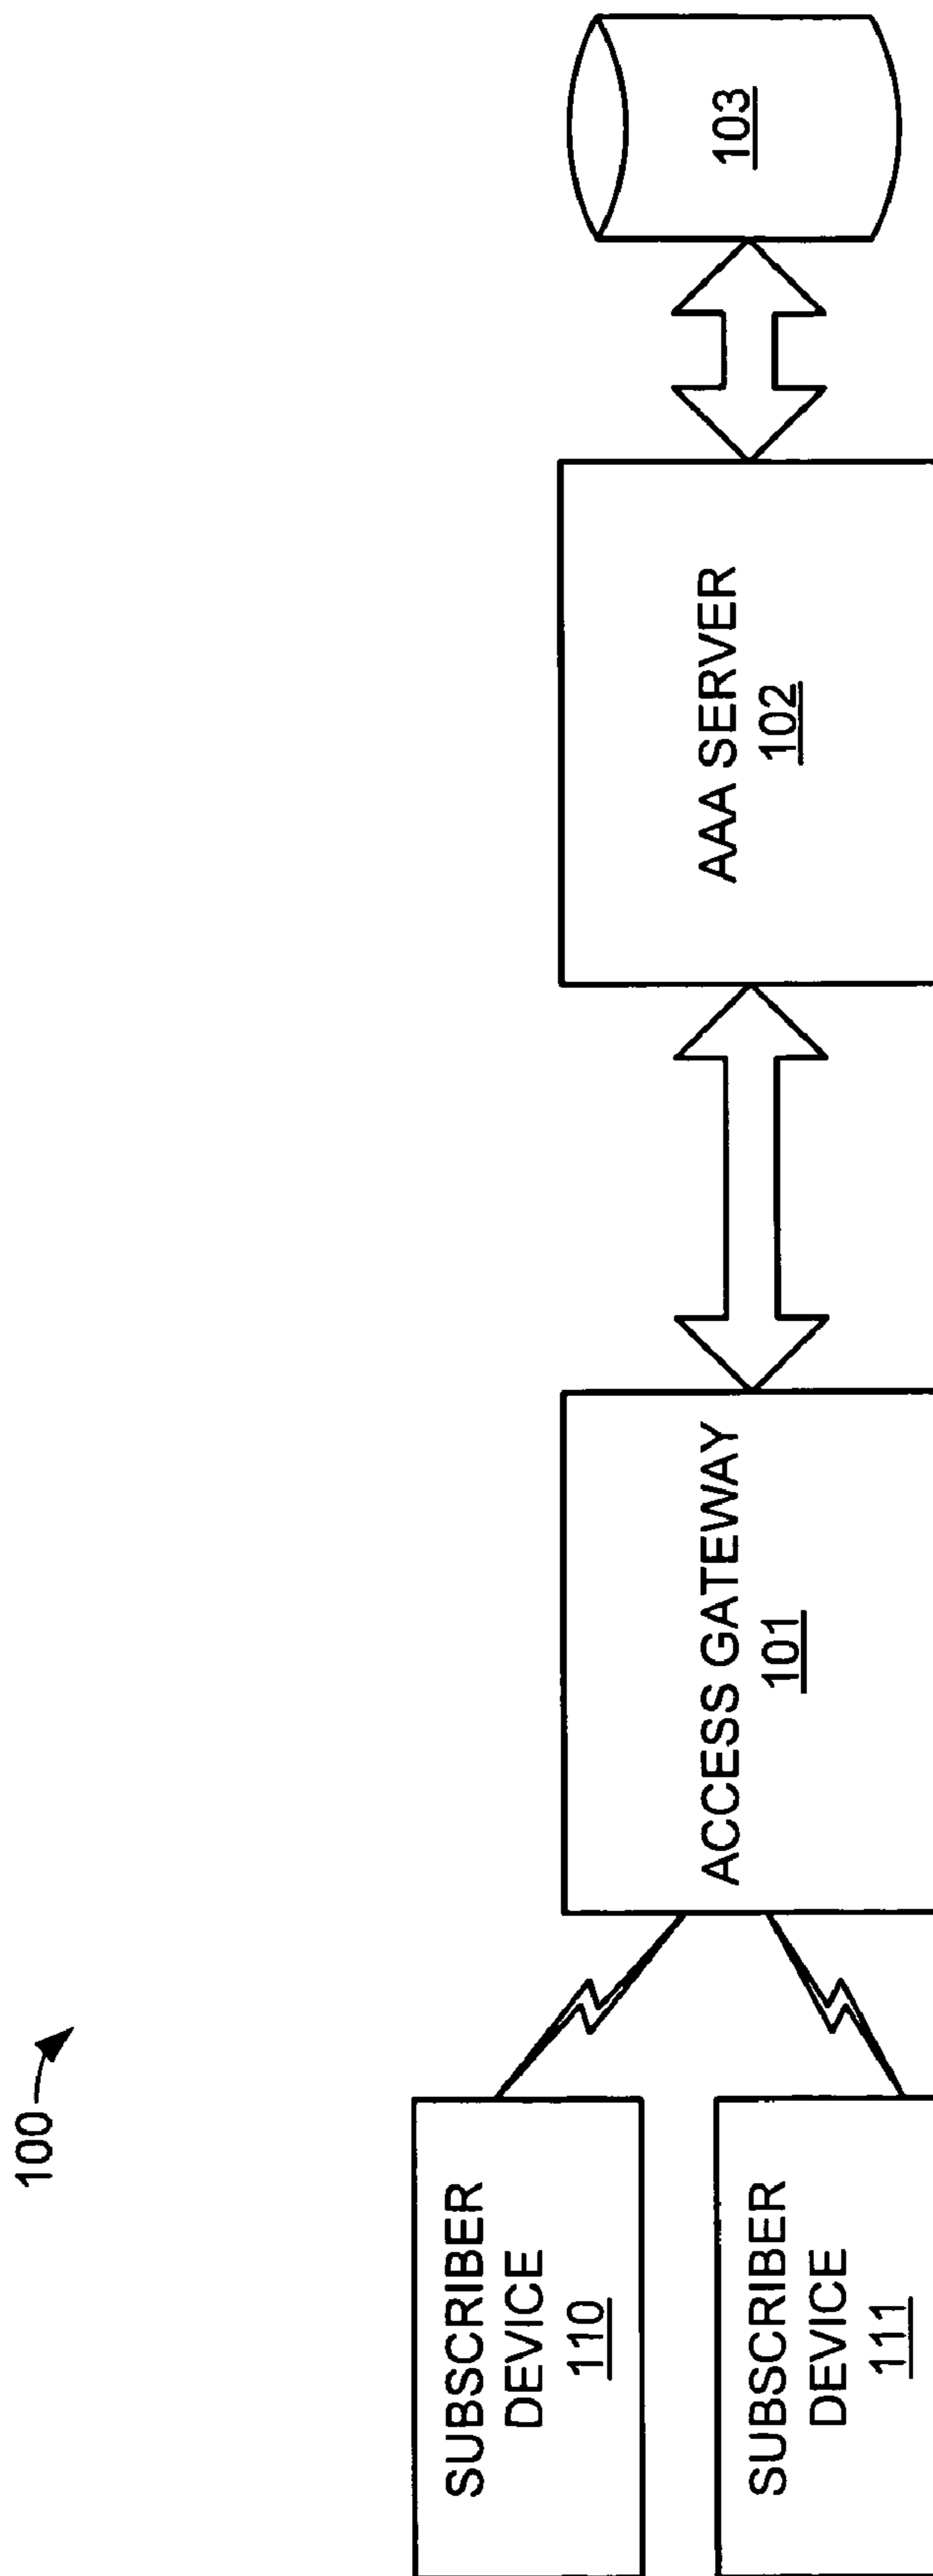 100
SUBSCRIBER
DEVICE
110
SUBSCRIBER
DEVICE
111
ACCESS GATEWAY
101
AAA SERVER
102
103